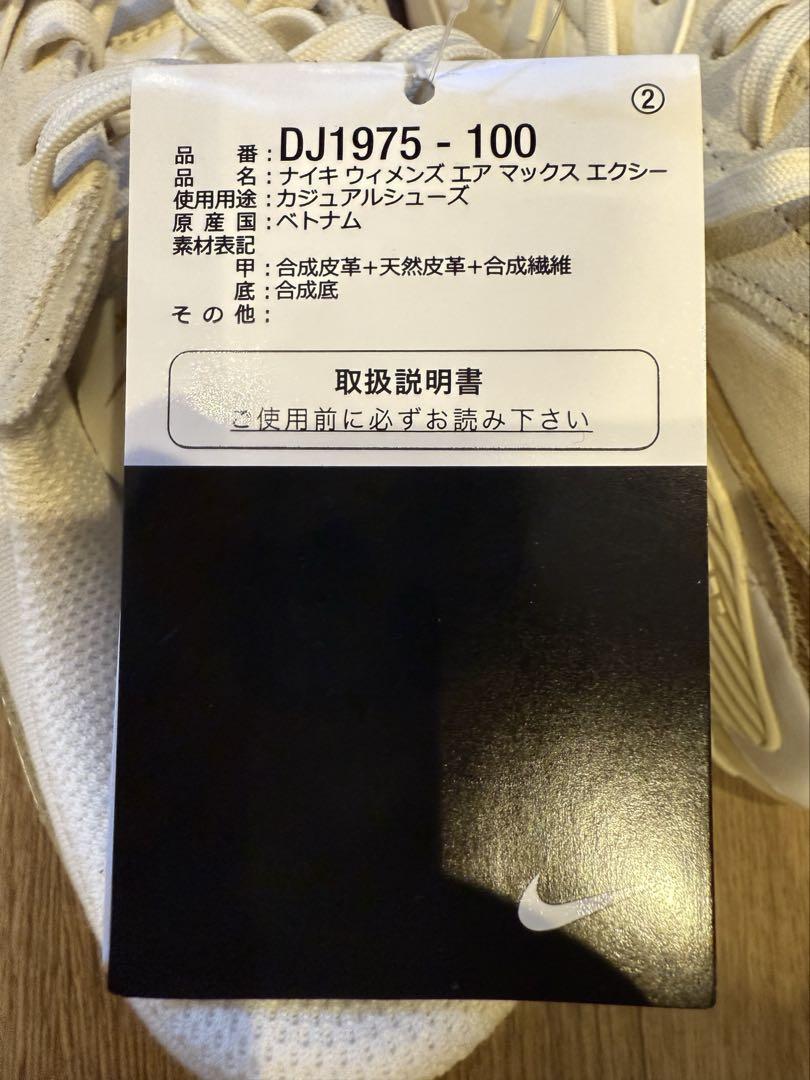 ②
品 番 : DJ1975 - 100
品 名 : ナイキ ウィメンズ エア マックス エクシー
使用用途 : カジュアルシューズ
原 産 国 : ベトナム
素材表記
甲 : 合成皮革+天然皮革+合成繊維
底 : 合成底
そ の 他 :
取扱説明書
ご使用前に必ずお読み下さい